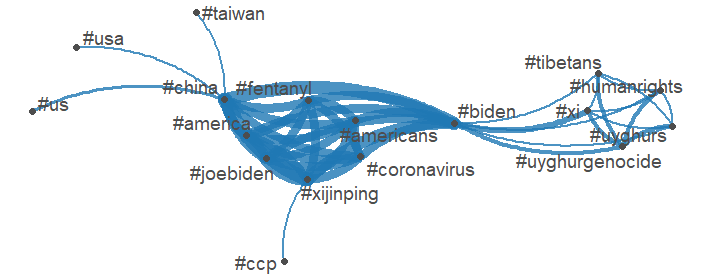 #taiwan
#usa
#tibetans
#china
#fentanyl
#humanrights
#us
#biden
#xi
#america
#americans
#uyghurs
#uyghurgenocide
#joebiden
#coronavirus
#xijinping
#ccp